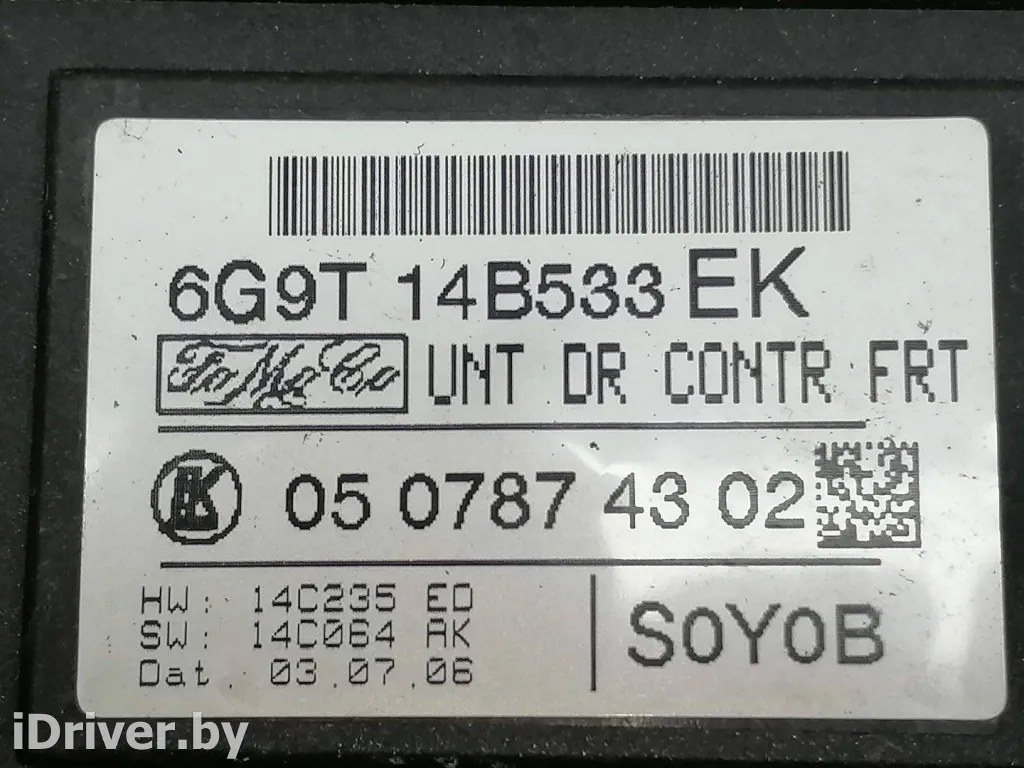 6G9T 14B533 EK
FoMoCo UNT DR CONTR FRT
05 0787 43 02
HW: 14C235 ED
SW: 14C064 AK
Dat. 03.07.06
S0Y0B
iDriver.by